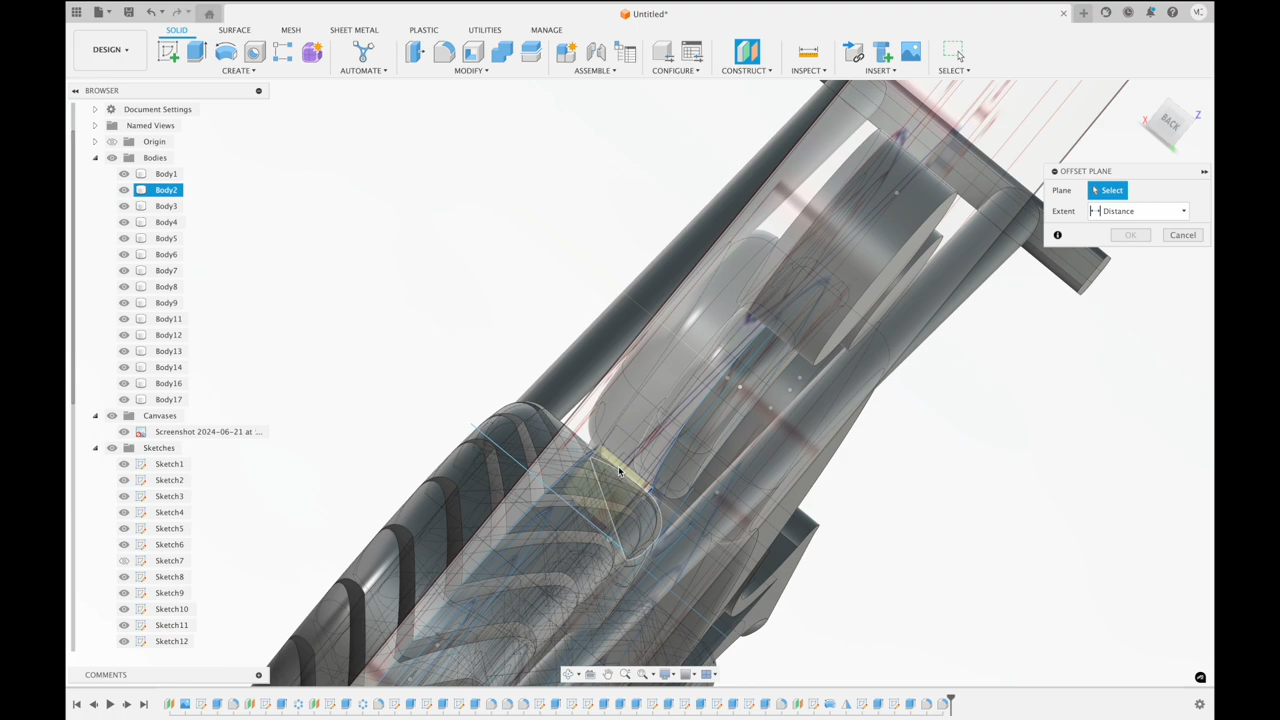 Untitled*
DESIGN
SOLID SURFACE MESH SHEET METAL PLASTIC UTILITIES MANAGE
CREATE AUTOMATE MODIFY ASSEMBLE CONFIGURE CONSTRUCT INSPECT INSERT SELECT
BROWSER
Document Settings
Named Views
Origin
Bodies
Body1
Body2
Body3
Body4
Body5
Body6
Body7
Body8
Body9
Body11
Body12
Body13
Body14
Body16
Body17
Canvases
Screenshot 2024-06-21 at '...
Sketches
Sketch1
Sketch2
Sketch3
Sketch4
Sketch5
Sketch6
Sketch7
Sketch8
Sketch9
Sketch10
Sketch11
Sketch12
COMMENTS
X BACK Z
OFFSET PLANE
Plane Select
Extent Distance
OK Cancel